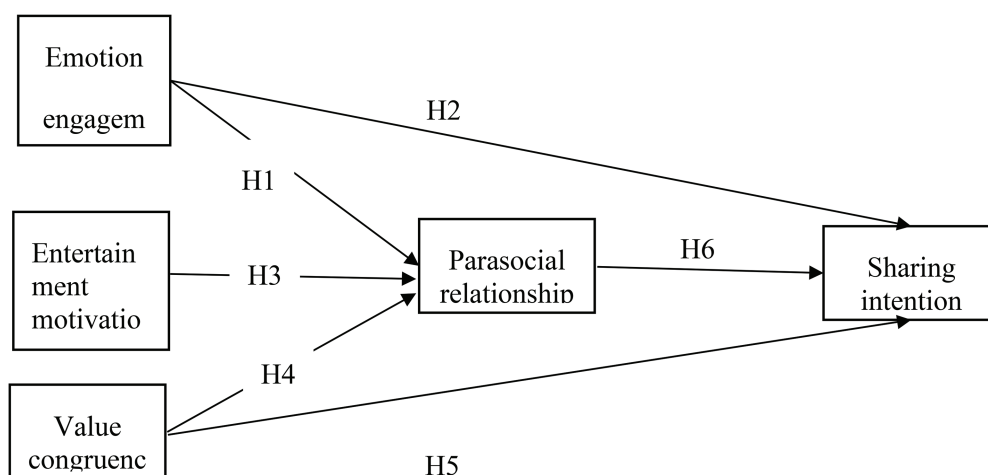 Emotion
engagem
H2
H1
Entertain
ment
motivatio
H3
Parasocial
relationship
H6
Sharing
intention
H4
Value
congruenc
H5